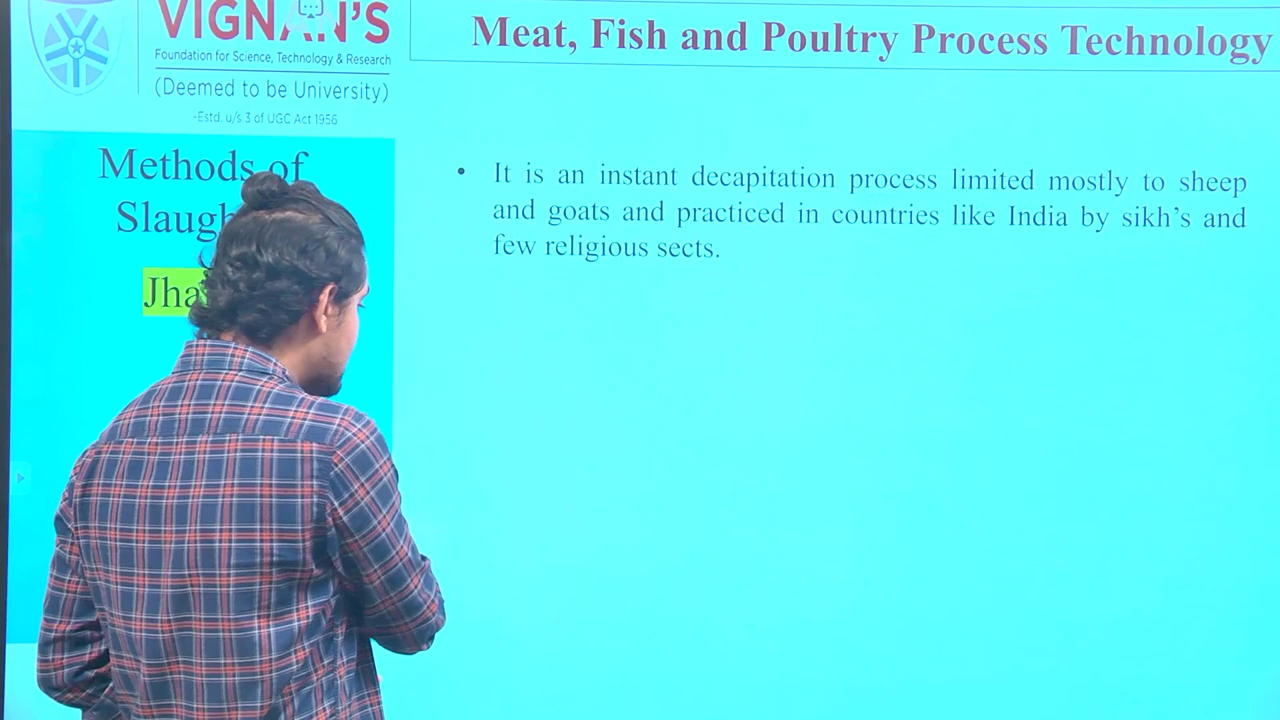 VIGNAN'S
Foundation for Science, Technology & Research
(Deemed to be University)
-Estd. u/s 3 of UGC Act 1956
Meat, Fish and Poultry Process Technology
Methods of
• It is an instant decapitation process limited mostly to sheep
and goats and practiced in countries like India by sikh's and
few religious sects.